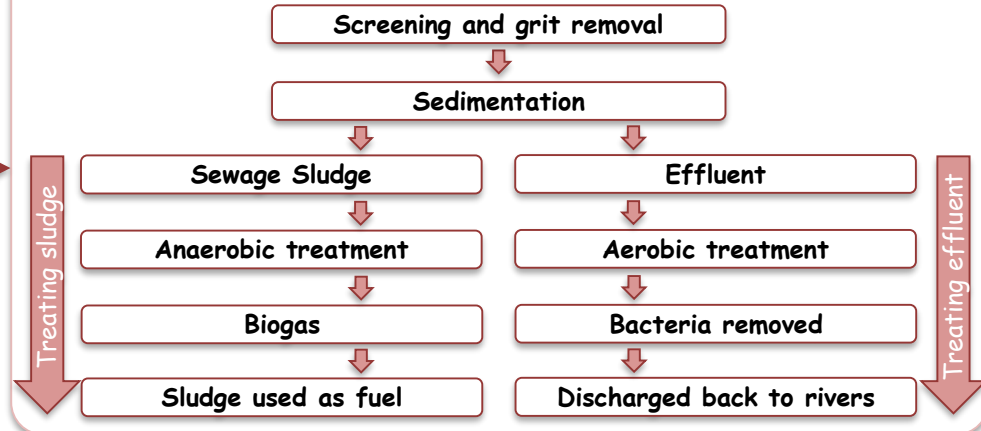 Screening and grit removal
Sedimentation
Sewage Sludge
Effluent
Anaerobic treatment
Aerobic treatment
Biogas
Bacteria removed
Sludge used as fuel
Discharged back to rivers
Treating sludge
Treating effluent